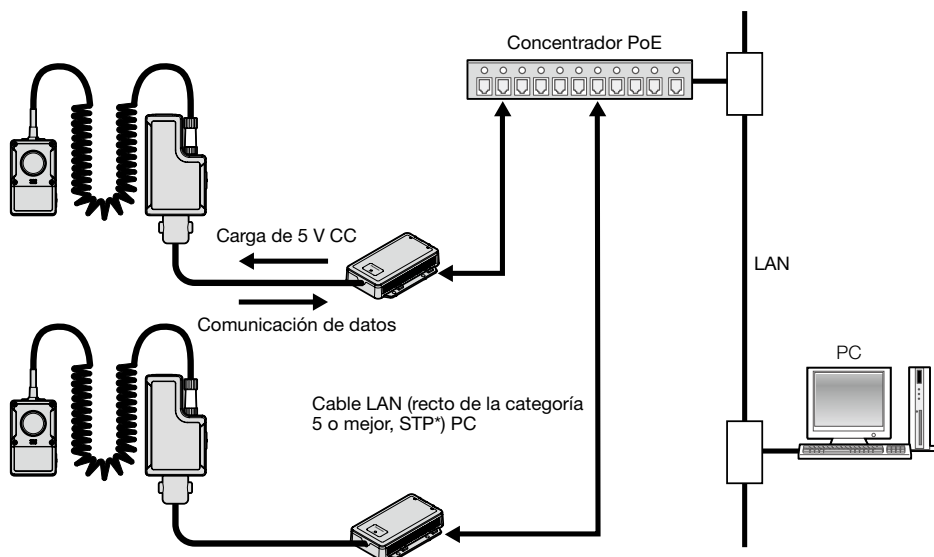 Concentrador PoE
Carga de 5 V CC
LAN
Comunicación de datos
PC
Cable LAN (recto de la categoría
5 o mejor, STP*) PC